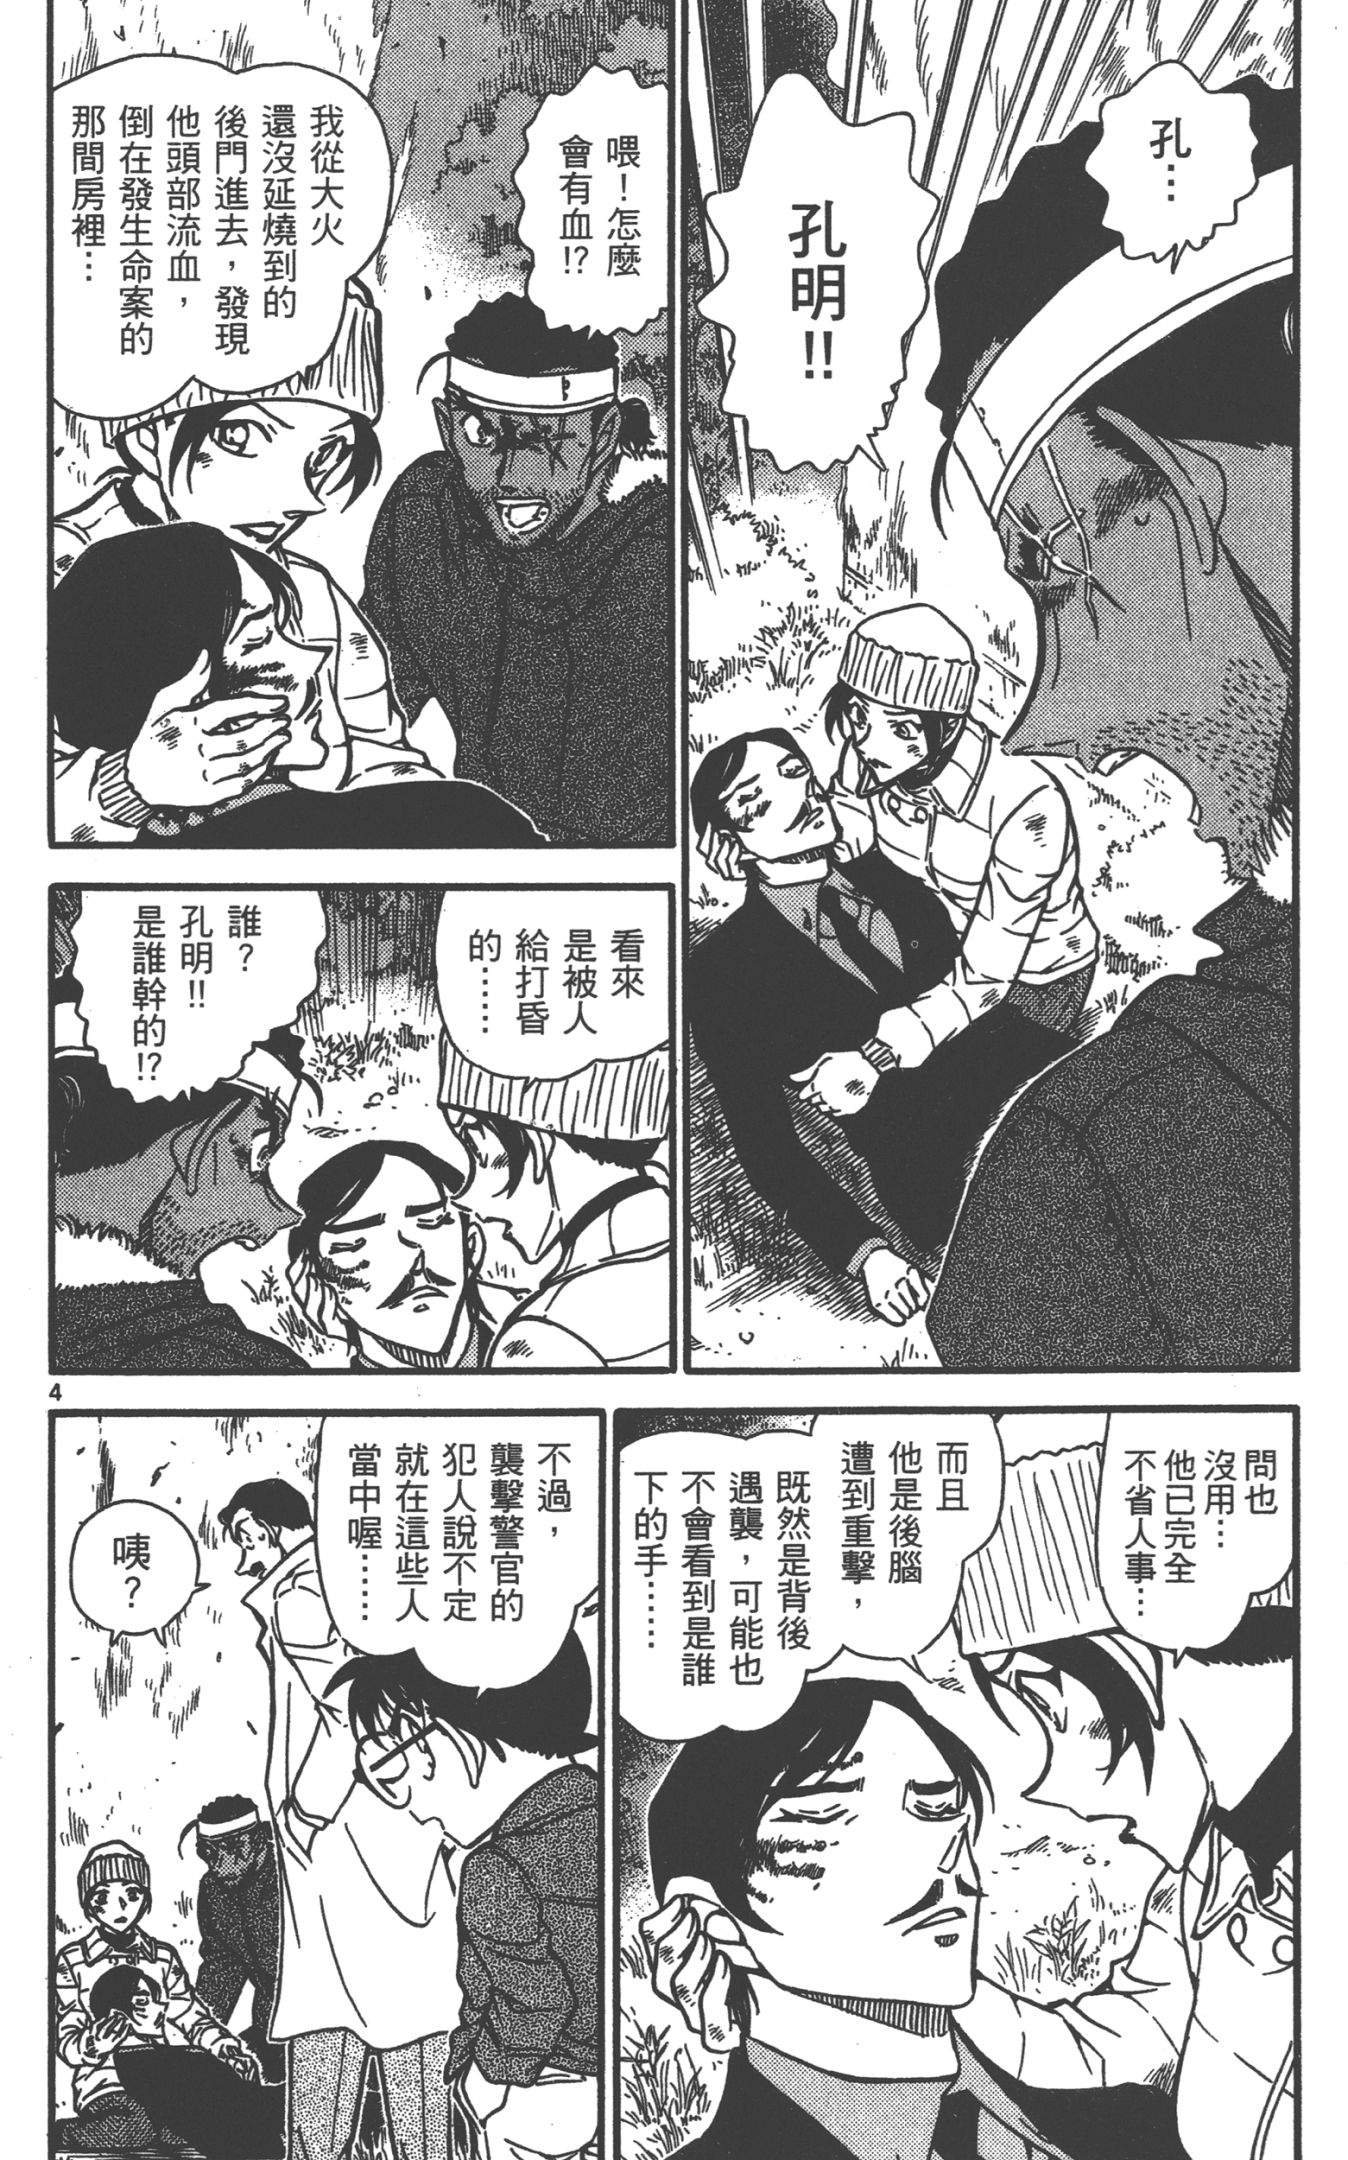 孔…
孔明!!
喂！怎麼
會有血!?
我從大火
還沒延燒到的
後門進去，發現
他頭部流血，
倒在發生命案的
那間房裡…
看來
是被人
給打昏
的……
誰？
孔明!!
是誰幹的!?
4
問也
沒用…
他已完全
不省人事…
而且
他是後腦
遭到重擊，
既然是背後
遇襲，可能也
不會看到是誰
下的手……
不過，
襲擊警官的
犯人說不定
就在這些人
當中喔……
咦？